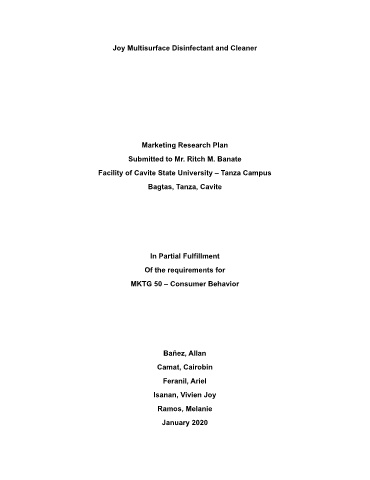 Joy Multisurface Disinfectant and Cleaner
Marketing Research Plan
Submitted to Mr. Ritch M. Banate
Facility of Cavite State University – Tanza Campus
Bagtas, Tanza, Cavite
In Partial Fulfillment
Of the requirements for
MKTG 50 – Consumer Behavior
Bañez, Allan
Camat, Cairobin
Feranil, Ariel
Isanan, Vivien Joy
Ramos, Melanie
January 2020